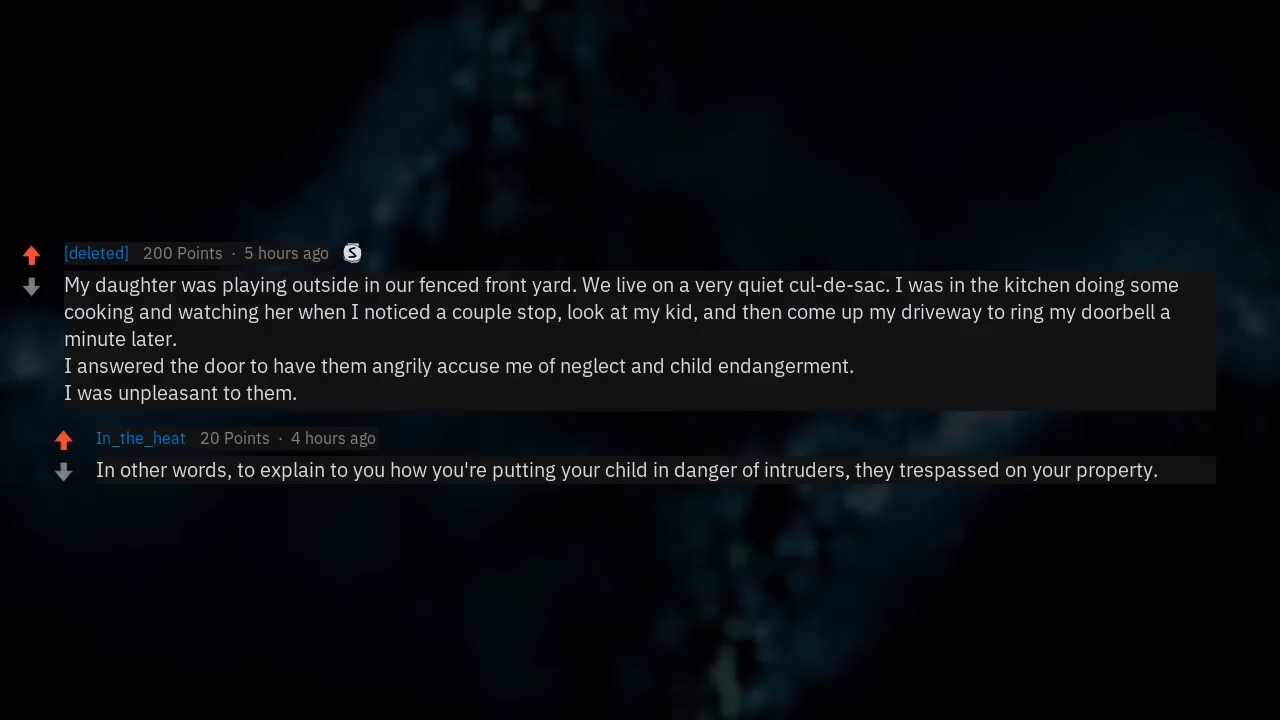 [deleted] 200 Points · 5 hours ago S
My daughter was playing outside in our fenced front yard. We live on a very quiet cul-de-sac. I was in the kitchen doing some
cooking and watching her when I noticed a couple stop, look at my kid, and then come up my driveway to ring my doorbell a
minute later.
I answered the door to have them angrily accuse me of neglect and child endangerment.
I was unpleasant to them.
In_the_heat 20 Points · 4 hours ago
In other words, to explain to you how you're putting your child in danger of intruders, they trespassed on your property.